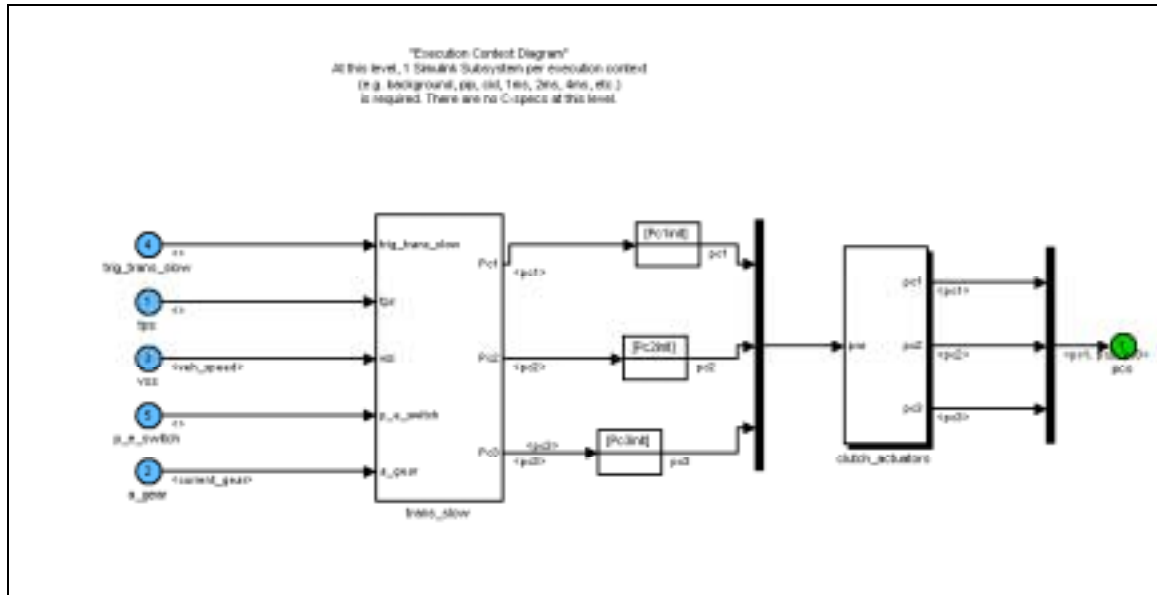 "Execution Context Diagram"
At this level, 1 Simulink Subsystem per execution context
(e.g. background, pip, cid, 1ms, 2ms, 4ms, etc.)
is required. There are no C-specs at this level.
4
<>
trig_trans_slow
1
<>
tps
3
<veh_speed>
vss
5
<>
p_e_switch
2
<current_gear>
a_gear
trig_trans_slow
tps
vss
p_e_switch
a_gear
Pc1
Pc2
Pc3
trans_slow
<pc1>
<pc2>
<pc3>
<pc3>
[Pc1init]
pc1
[Pc2init]
pc2
[Pc3init]
pc3
pc1
pc2
pc3
clutch_actuators
<pc1>
<pc2>
<pc3>
1
pcs